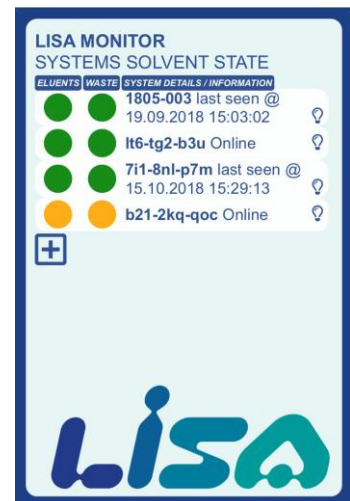 LISA MONITOR
SYSTEMS SOLVENT STATE
ELUENTS WASTE SYSTEM DETAILS / INFORMATION
1805-003 last seen @
19.09.2018 15:03:02
lt6-tg2-b3u Online
7i1-8nl-p7m last seen @
15.10.2018 15:29:13
b21-2kq-qoc Online
LISA